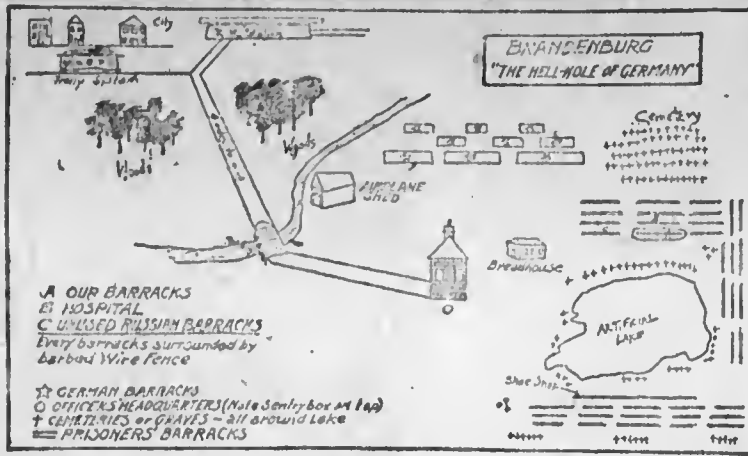 City
BRANDENBURG
"THE HELL-HOLE OF GERMANY"
Trolly System
Cemetery
Woods
Woods
AIRPLANE
SHED
Breadhouse
A OUR BARRACKS
B HOSPITAL
C UNUSED RUSSIAN BARRACKS
Every barracks surrounded by
barbed Wire Fence
LAKE
Shoe Shop
GERMAN BARRACKS
O OFFICERS HEADQUARTERS (Note Sentry box on top)
CEMETERIES or GRAVES - all around Lake
PRISONERS' BARRACKS